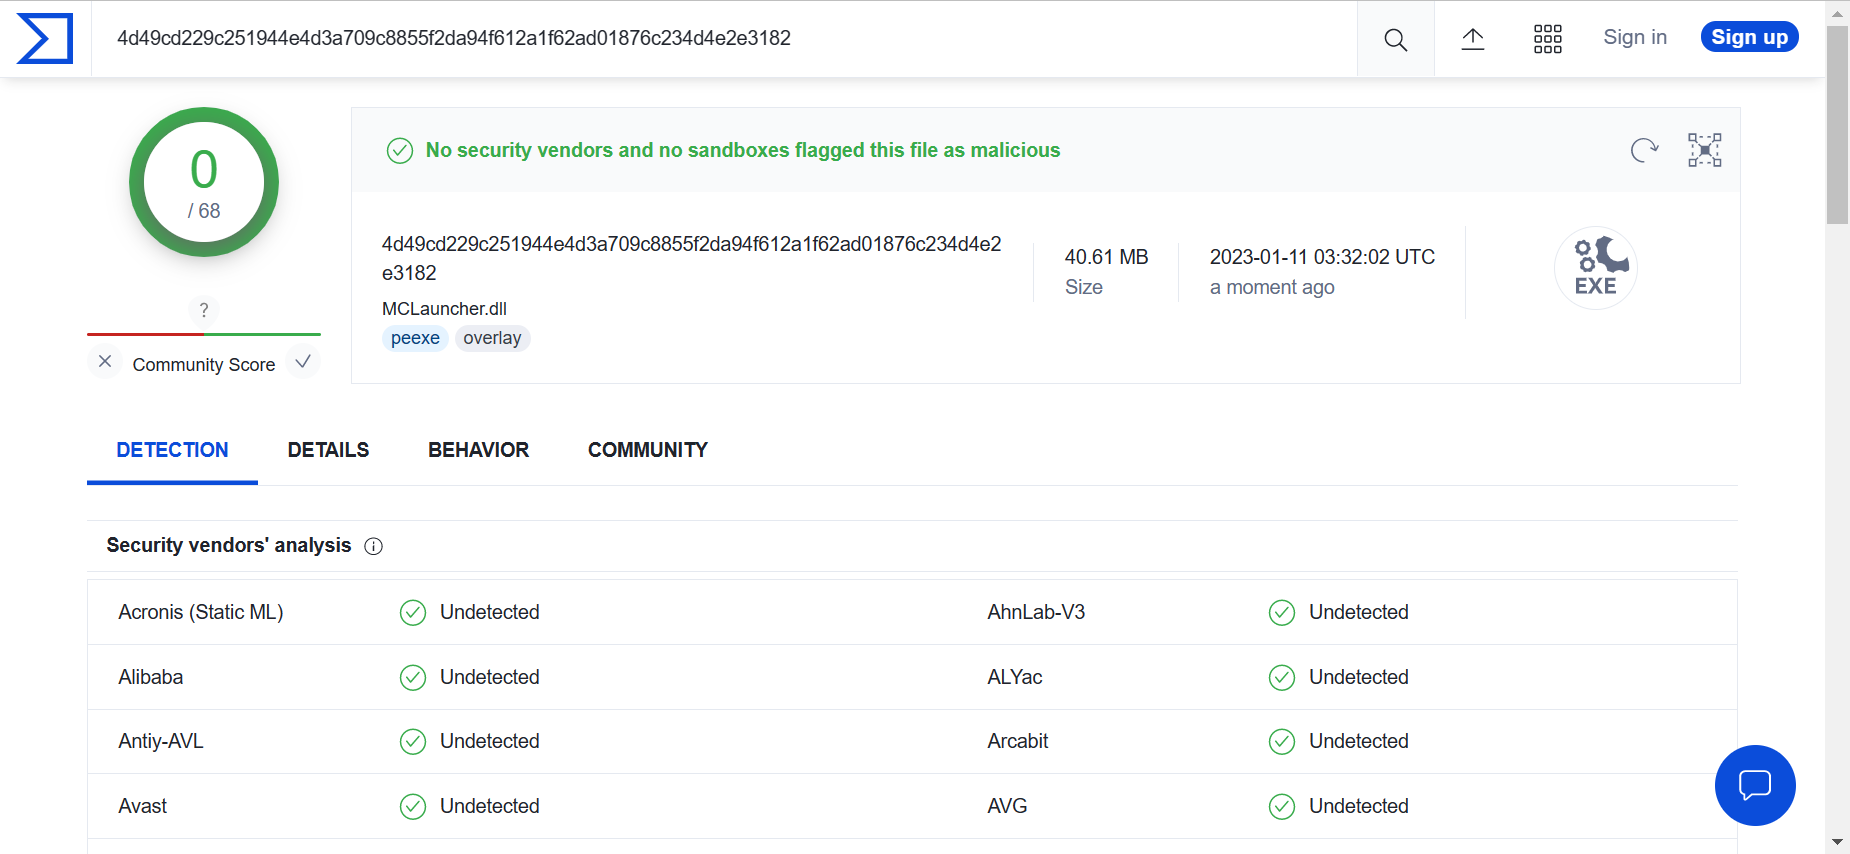 4d49cd229c251944e4d3a709c8855f2da94f612a1f62ad01876c234d4e2e3182
Sign in
Sign up
0
/ 68
?
Community Score
No security vendors and no sandboxes flagged this file as malicious
4d49cd229c251944e4d3a709c8855f2da94f612a1f62ad01876c234d4e2
e3182
MCLauncher.dll
peexe
overlay
40.61 MB
Size
2023-01-11 03:32:02 UTC
a moment ago
EXE
DETECTION
DETAILS
BEHAVIOR
COMMUNITY
Security vendors' analysis
Acronis (Static ML)
Undetected
AhnLab-V3
Undetected
Alibaba
Undetected
ALYac
Undetected
Antiy-AVL
Undetected
Arcabit
Undetected
Avast
Undetected
AVG
Undetected